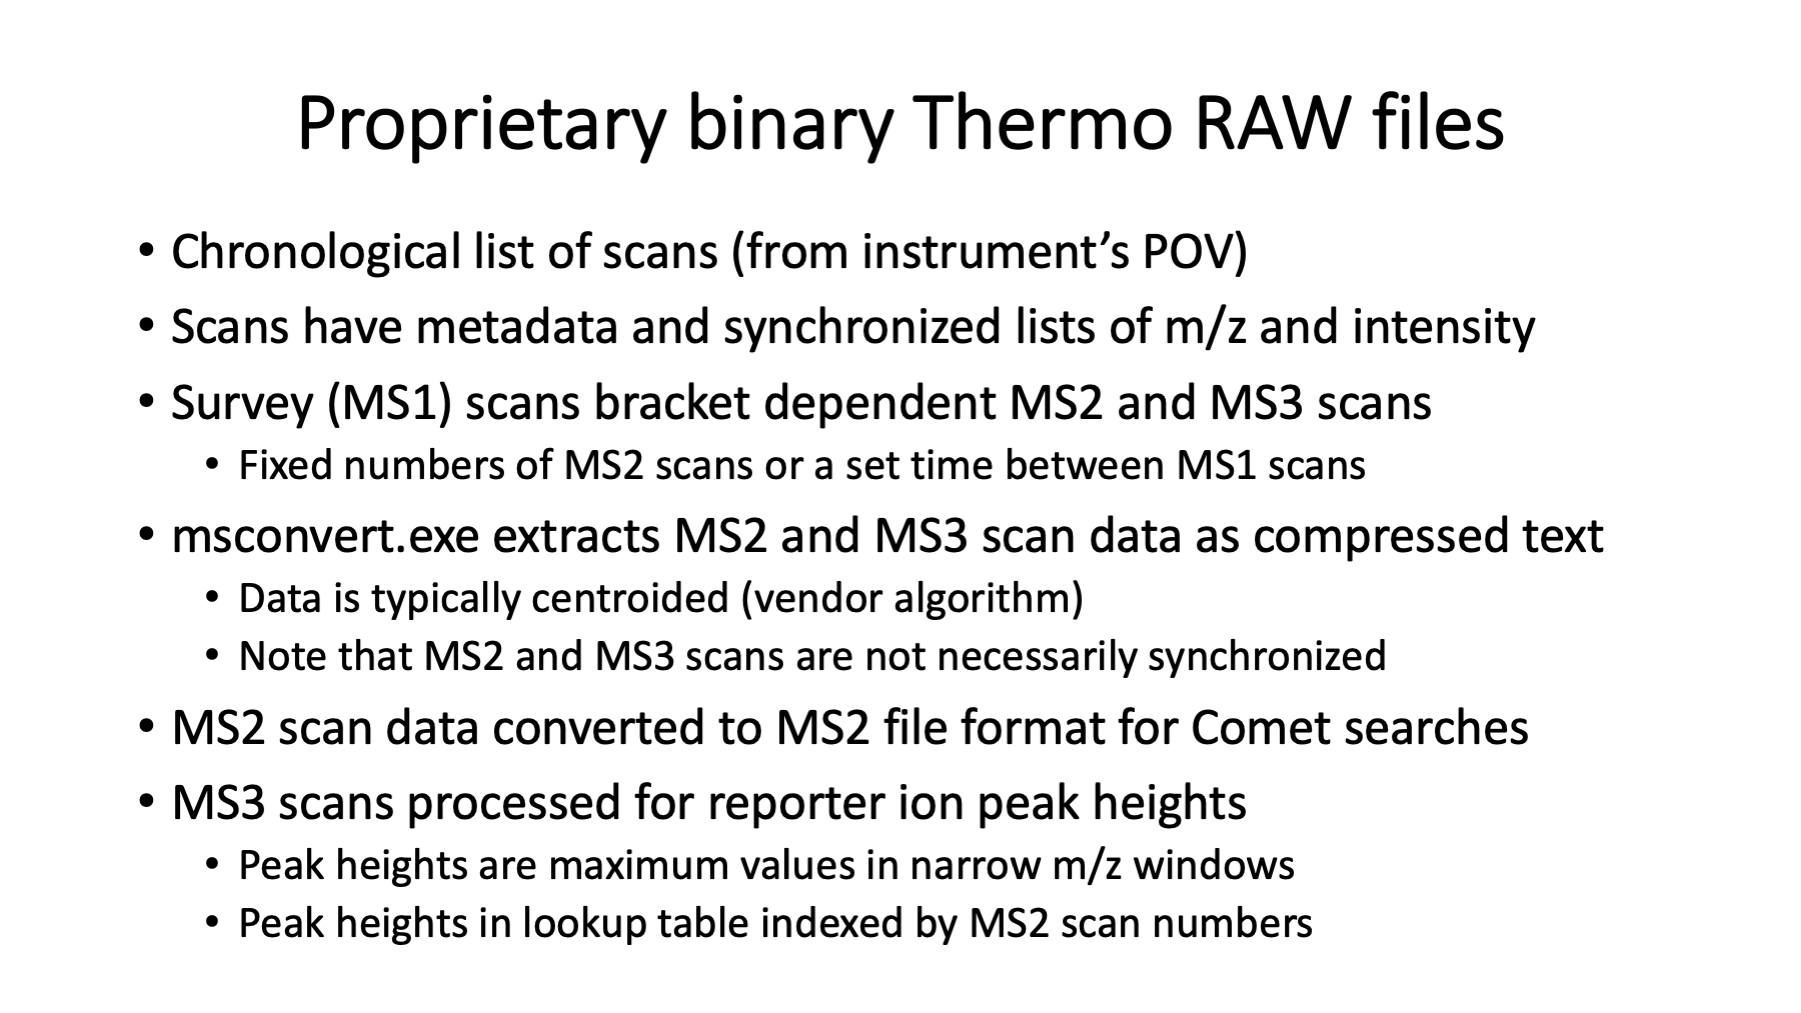 Proprietary binary Thermo RAW files
• Chronological list of scans (from instrument’s POV)
• Scans have metadata and synchronized lists of m/z and intensity
• Survey (MS1) scans bracket dependent MS2 and MS3 scans
• Fixed numbers of MS2 scans or a set time between MS1 scans
• msconvert.exe extracts MS2 and MS3 scan data as compressed text
• Data is typically centroided (vendor algorithm)
• Note that MS2 and MS3 scans are not necessarily synchronized
• MS2 scan data converted to MS2 file format for Comet searches
• MS3 scans processed for reporter ion peak heights
• Peak heights are maximum values in narrow m/z windows
• Peak heights in lookup table indexed by MS2 scan numbers